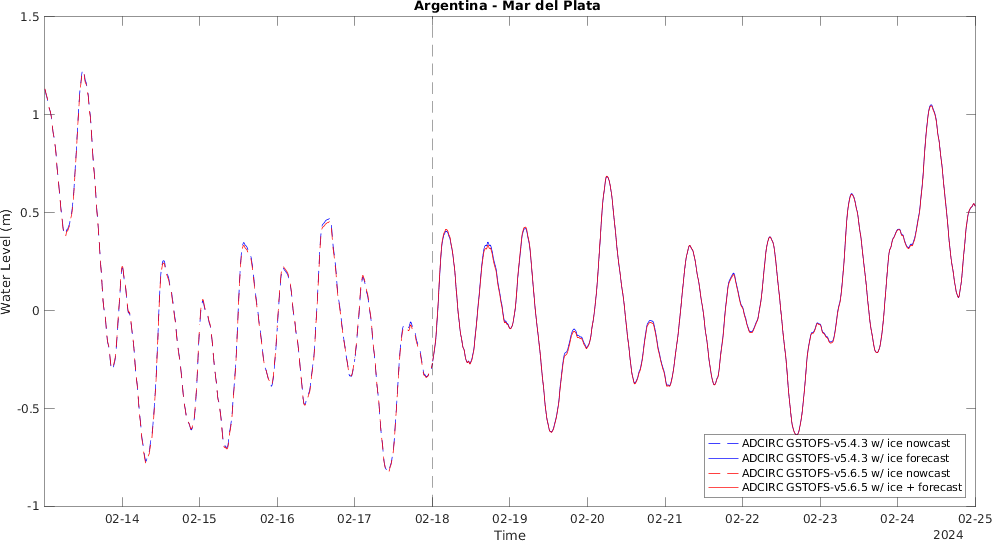 Argentina - Mar del Plata
1.5
1
0.5
0
-0.5
-1
Water Level (m)
02-14 02-15 02-16 02-17 02-18 02-19 02-20 02-21 02-22 02-23 02-24 02-25
Time
2024
ADCIRC GSTOFS-v5.4.3 w/ ice nowcast
ADCIRC GSTOFS-v5.4.3 w/ ice forecast
ADCIRC GSTOFS-v5.6.5 w/ ice nowcast
ADCIRC GSTOFS-v5.6.5 w/ ice + forecast